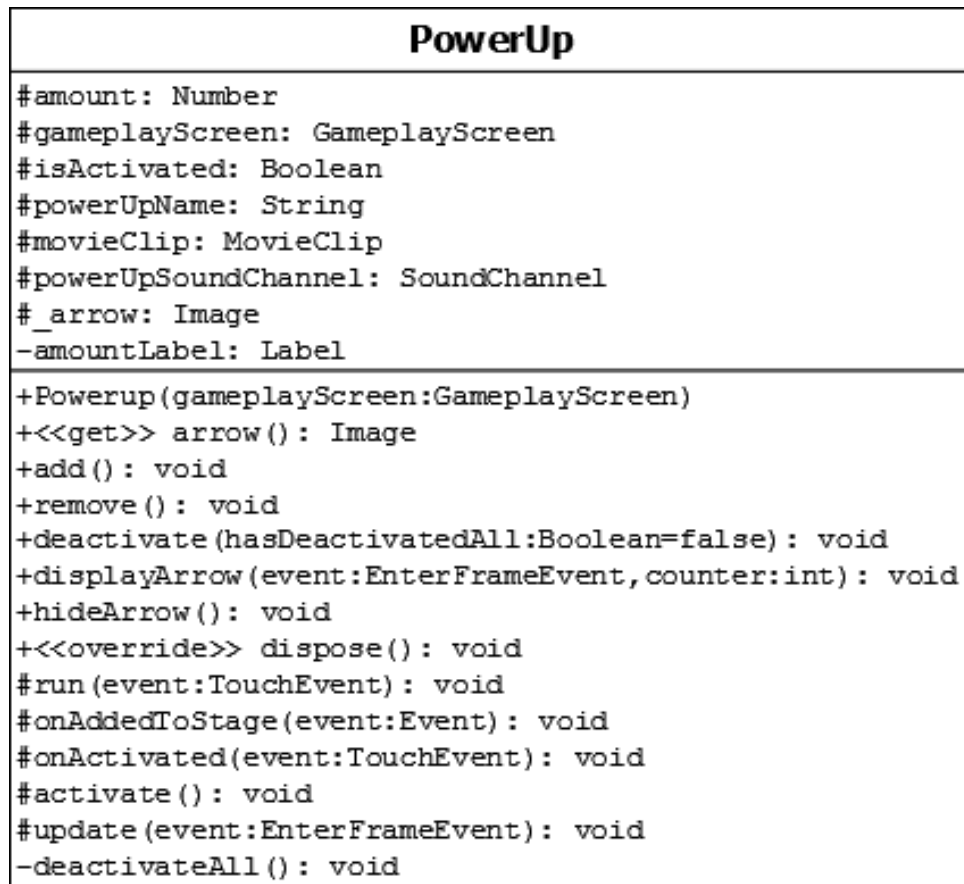 PowerUp
#amount: Number
#gameplayScreen: GameplayScreen
#isActivated: Boolean
#powerUpName: String
#movieClip: MovieClip
#powerUpSoundChannel: SoundChannel
#_arrow: Image
-amountLabel: Label
+Powerup(gameplayScreen:GameplayScreen)
+<<get>> arrow(): Image
+add(): void
+remove(): void
+deactivate(hasDeactivatedAll:Boolean=false): void
+displayArrow(event:EnterFrameEvent,counter:int): void
+hideArrow(): void
+<<override>> dispose(): void
#run(event:TouchEvent): void
#onAddedToStage(event:Event): void
#onActivated(event:TouchEvent): void
#activate(): void
#update(event:EnterFrameEvent): void
-deactivateAll(): void